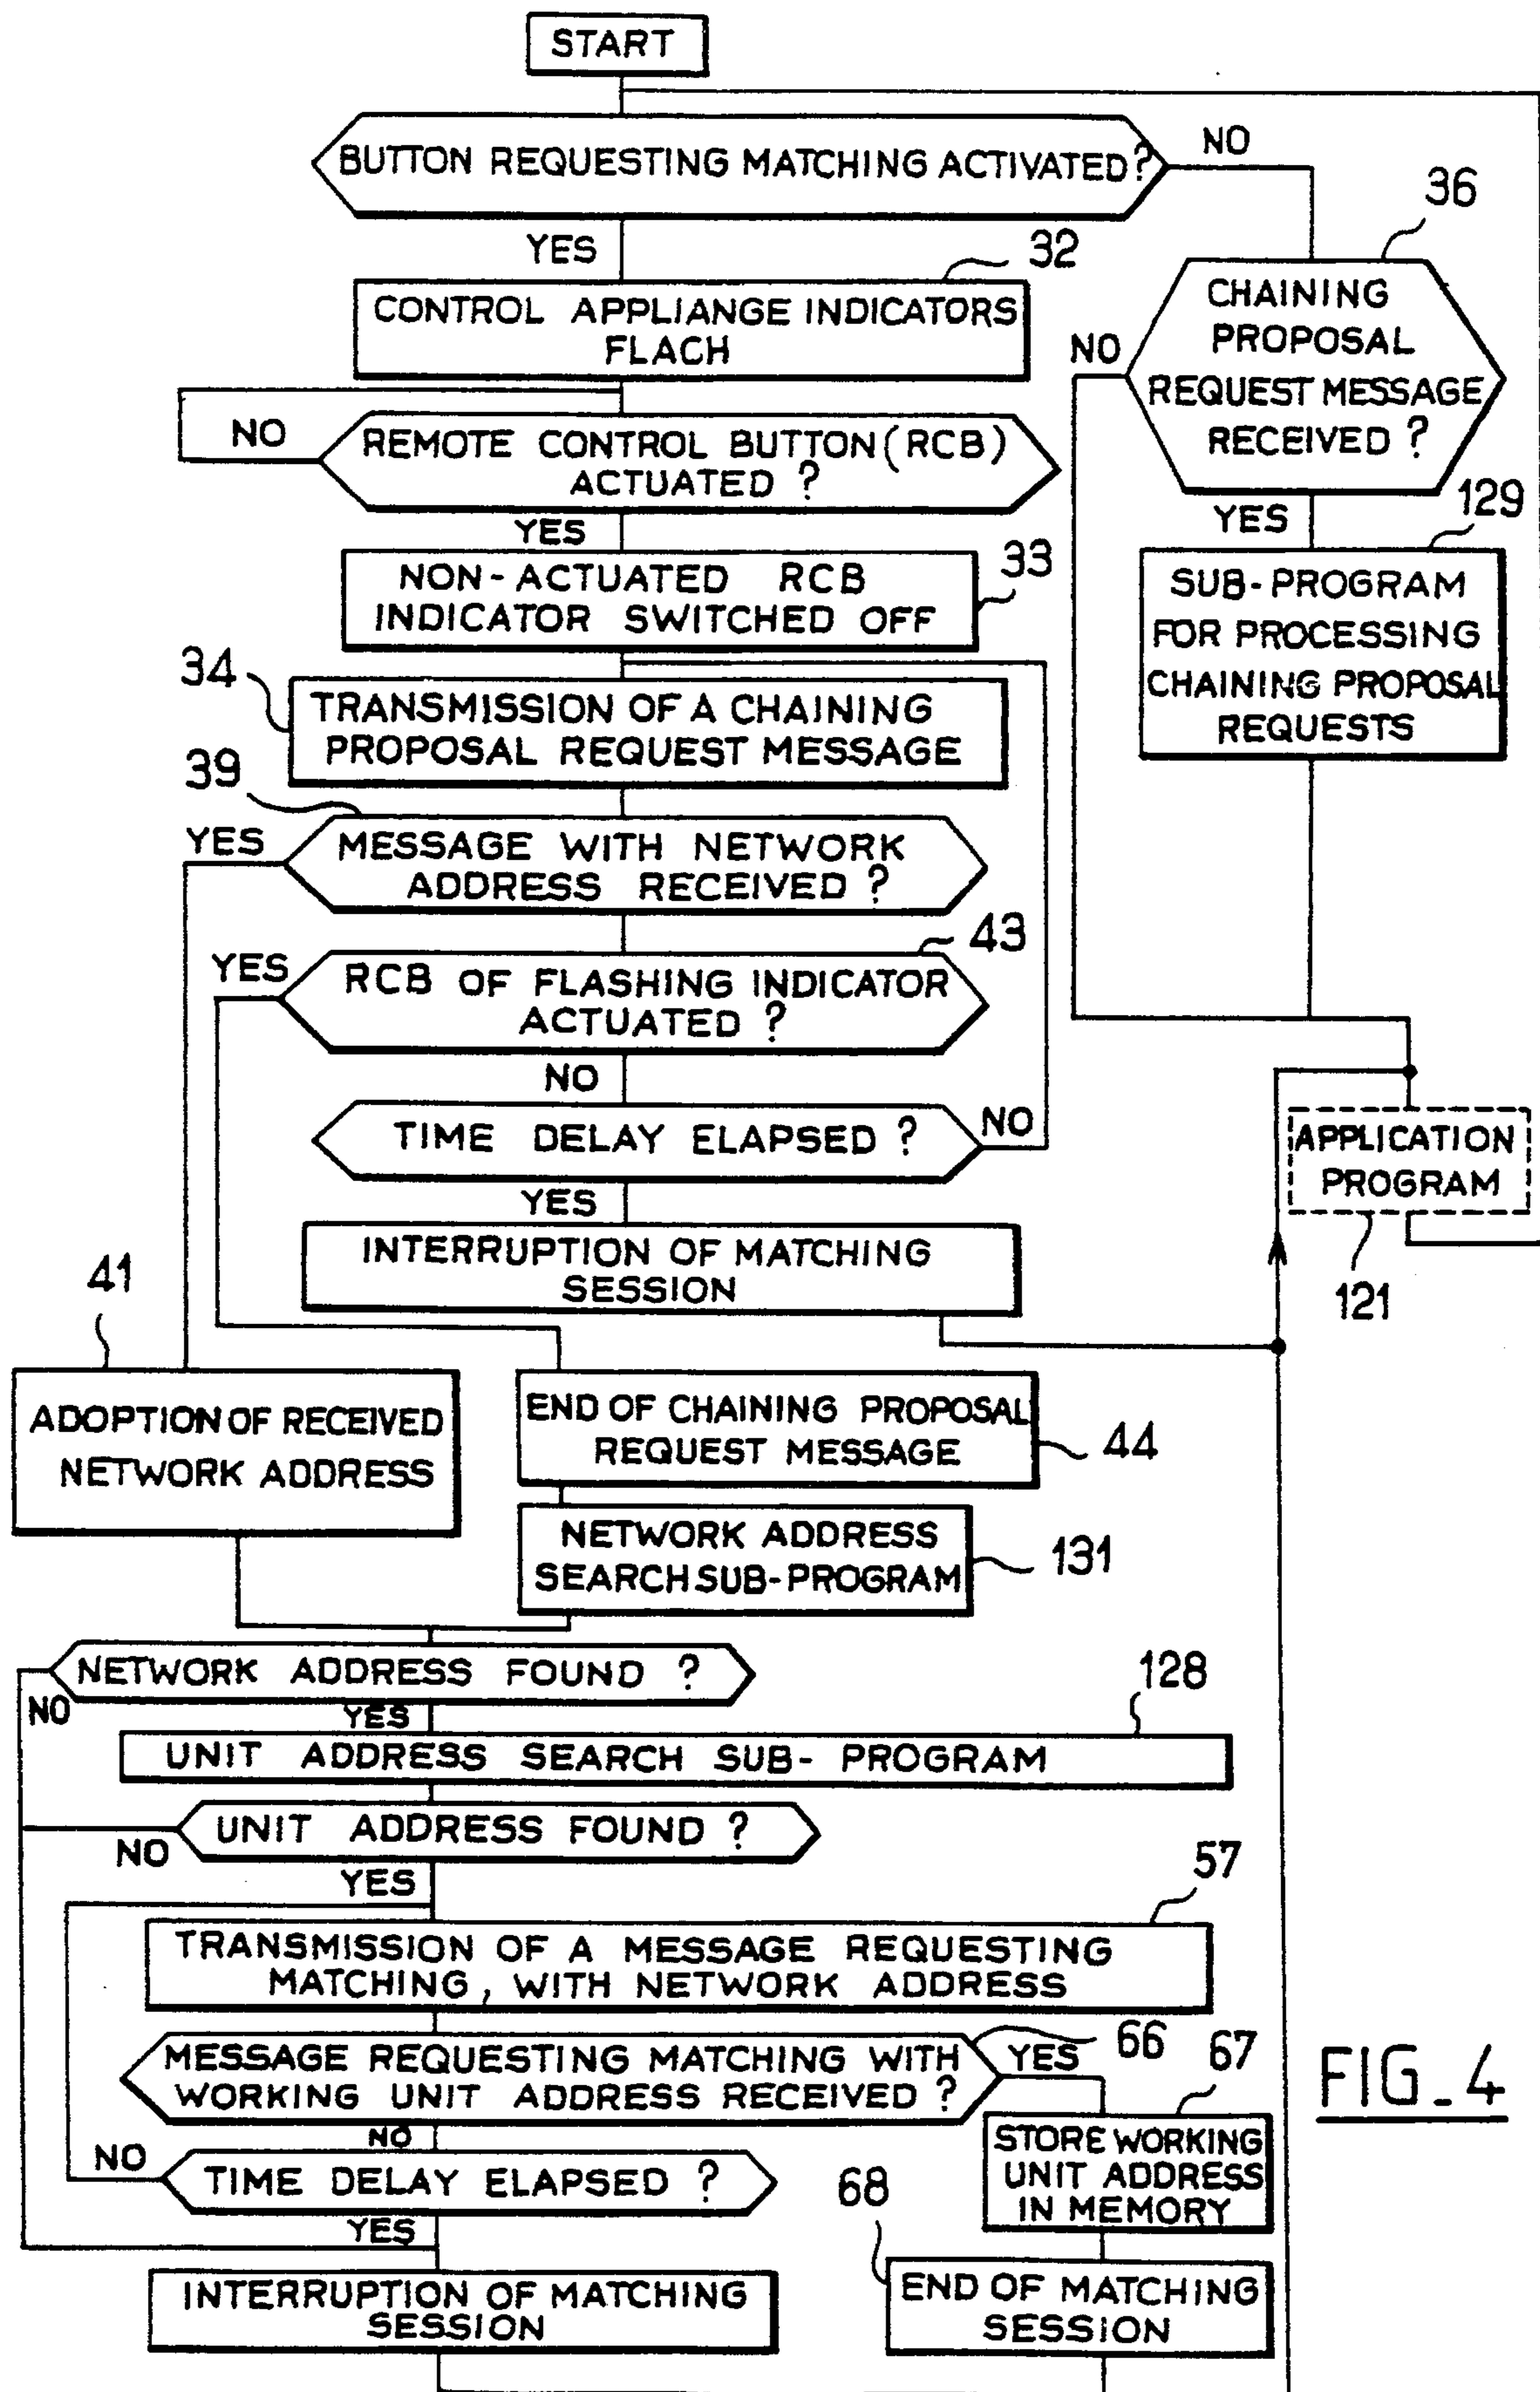 START
BUTTON REQUESTING MATCHING ACTIVATED?
NO
YES
36
32
CONTROL APPLIANGE INDICATORS
FLACH
CHAINING
PROPOSAL
REQUEST MESSAGE
RECEIVED ?
NO
NO
REMOTE CONTROL BUTTON (RCB)
ACTUATED ?
YES
YES
129
33
NON-ACTUATED RCB
INDICATOR SWITCHED OFF
SUB-PROGRAM
FOR PROCESSING
CHAINING PROPOSAL
REQUESTS
34
TRANSMISSION OF A CHAINING
PROPOSAL REQUEST MESSAGE
39
YES
MESSAGE WITH NETWORK
ADDRESS RECEIVED ?
43
YES
RCB OF FLASHING INDICATOR
ACTUATED ?
NO
TIME DELAY ELAPSED ?
NO
YES
APPLICATION
PROGRAM
121
INTERRUPTION OF MATCHING
SESSION
41
ADOPTION OF RECEIVED
NETWORK ADDRESS
END OF CHAINING PROPOSAL
REQUEST MESSAGE
44
NETWORK ADDRESS
SEARCH SUB-PROGRAM
131
NETWORK ADDRESS FOUND ?
NO
YES
128
UNIT ADDRESS SEARCH SUB- PROGRAM
UNIT ADDRESS FOUND ?
NO
YES
57
TRANSMISSION OF A MESSAGE REQUESTING
MATCHING, WITH NETWORK ADDRESS
MESSAGE REQUESTING MATCHING WITH
WORKING UNIT ADDRESS RECEIVED ?
YES
66
67
FIG_4
NO
NO
TIME DELAY ELAPSED ?
YES
STORE WORKING
UNIT ADDRESS
IN MEMORY
68
INTERRUPTION OF MATCHING
SESSION
END OF MATCHING
SESSION